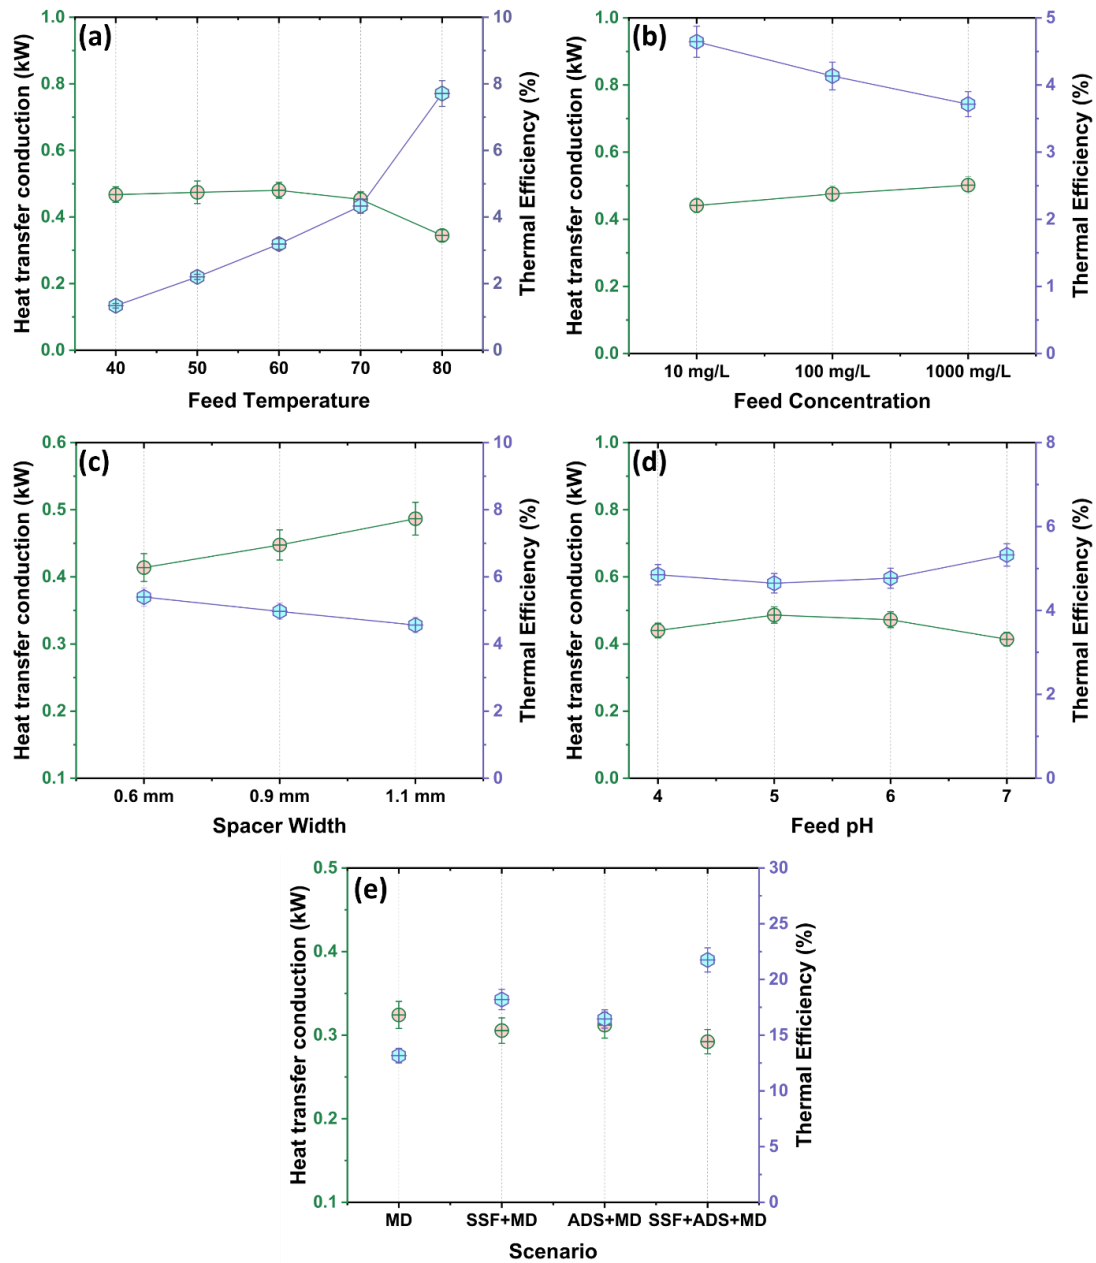 (a)
Heat transfer conduction (kW)
1.0
0.8
0.6
0.4
0.2
0.0
10
8
6
4
2
0
Thermal Efficiency (%)
40 50 60 70 80
Feed Temperature
(b)
Heat transfer conduction (kW)
1.0
0.8
0.6
0.4
0.2
0.0
5
4
3
2
1
0
Thermal Efficiency (%)
10 mg/L 100 mg/L 1000 mg/L
Feed Concentration
(c)
Heat transfer conduction (kW)
0.6
0.5
0.4
0.3
0.2
0.1
10
8
6
4
2
0
Thermal Efficiency (%)
0.6 mm 0.9 mm 1.1 mm
Spacer Width
(d)
Heat transfer conduction (kW)
1.0
0.8
0.6
0.4
0.2
0.0
8
6
4
2
0
Thermal Efficiency (%)
4 5 6 7
Feed pH
(e)
Heat transfer conduction (kW)
0.5
0.4
0.3
0.2
0.1
30
25
20
15
10
5
0
Thermal Efficiency (%)
MD SSF+MD ADS+MD SSF+ADS+MD
Scenario